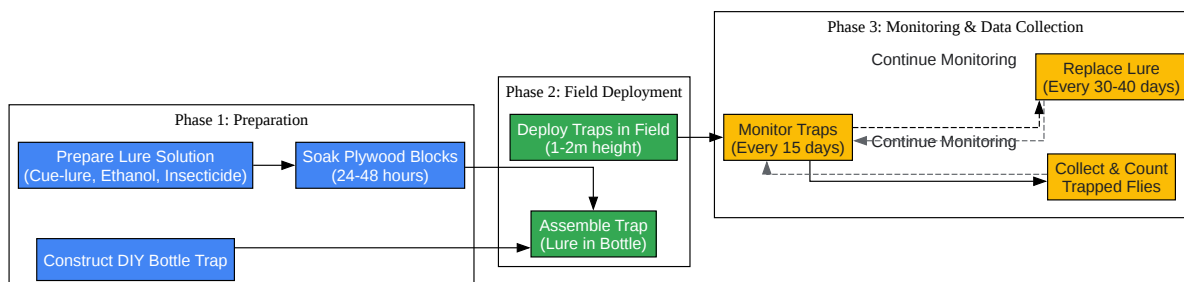 Phase 1: Preparation
Prepare Lure Solution
(Cue-lure, Ethanol, Insecticide)
Soak Plywood Blocks
(24-48 hours)
Construct DIY Bottle Trap
Phase 2: Field Deployment
Deploy Traps in Field
(1-2m height)
Assemble Trap
(Lure in Bottle)
Phase 3: Monitoring & Data Collection
Continue Monitoring
Replace Lure
(Every 30-40 days)
Monitor Traps
(Every 15 days)
Continue Monitoring
Collect & Count
Trapped Flies